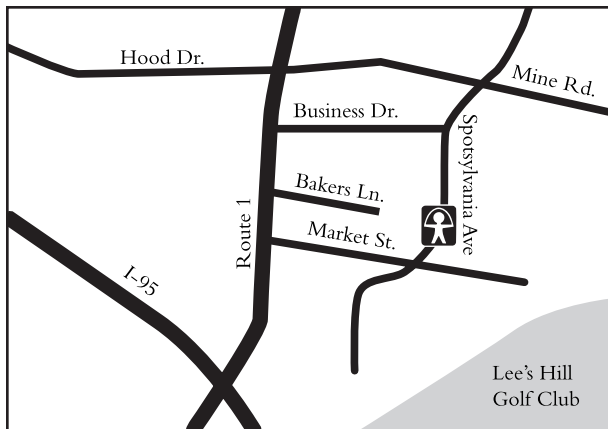 Hood Dr.
Mine Rd.
Business Dr.
Spotsylvania Ave
Bakers Ln.
Route 1
Market St.
I-95
Lee's Hill
Golf Club